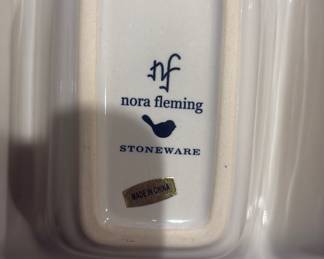 nf
nora fleming
STONEWARE
MADE IN CHINA